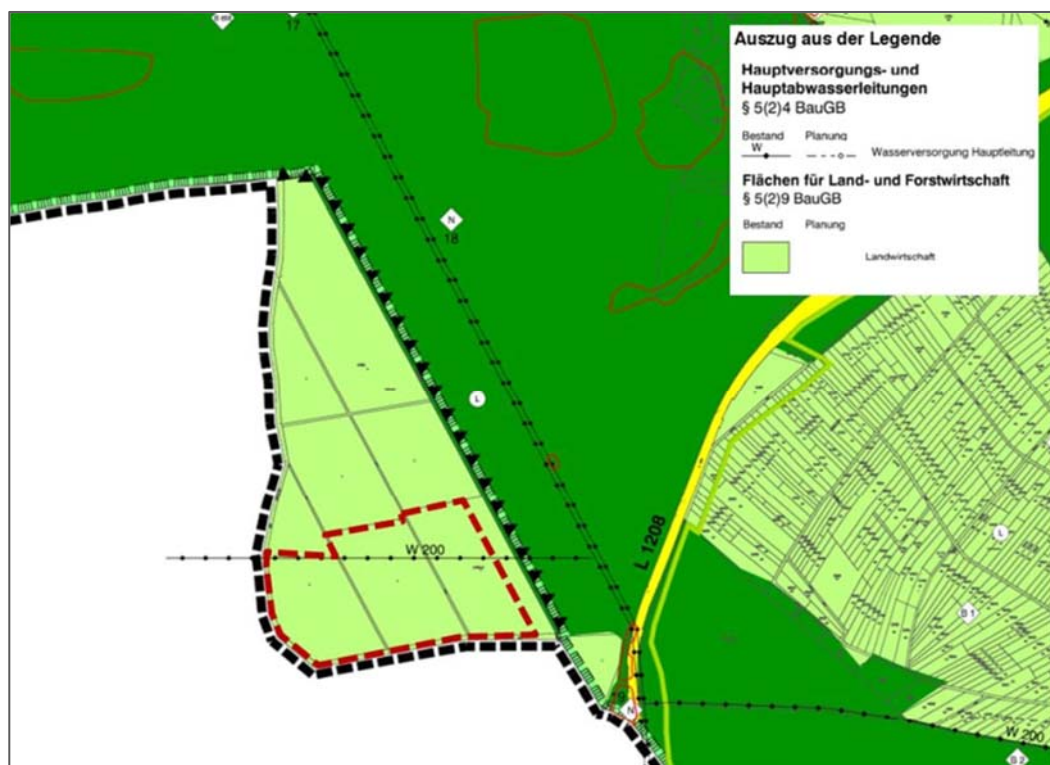 17
Auszug aus der Legende
Hauptversorgungs- und
Hauptabwasserleitungen
§ 5(2)4 BauGB
Bestand Planung
W
Wasserversorgung Hauptleitung
Flächen für Land- und Forstwirtschaft
§ 5(2)9 BauGB
Bestand Planung
Landwirtschaft
N
18
L
L 1208
W 200
L
B 1
N
W 200
B 2